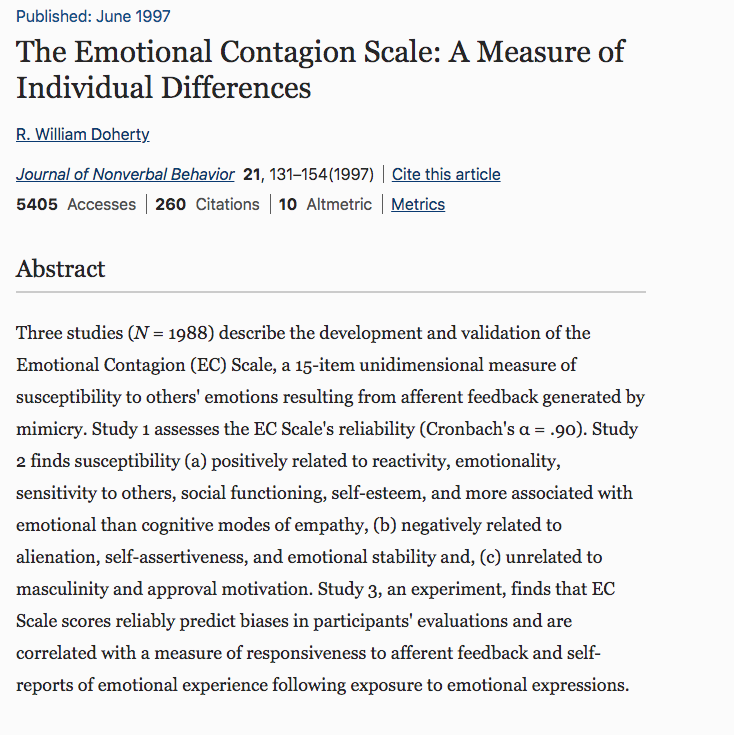 Published: June 1997
The Emotional Contagion Scale: A Measure of
Individual Differences
R. William Doherty
Journal of Nonverbal Behavior 21, 131–154(1997) | Cite this article
5405 Accesses | 260 Citations | 10 Altmetric | Metrics
Abstract
Three studies (N = 1988) describe the development and validation of the
Emotional Contagion (EC) Scale, a 15-item unidimensional measure of
susceptibility to others' emotions resulting from afferent feedback generated by
mimicry. Study 1 assesses the EC Scale's reliability (Cronbach's α = .90). Study
2 finds susceptibility (a) positively related to reactivity, emotionality,
sensitivity to others, social functioning, self-esteem, and more associated with
emotional than cognitive modes of empathy, (b) negatively related to
alienation, self-assertiveness, and emotional stability and, (c) unrelated to
masculinity and approval motivation. Study 3, an experiment, finds that EC
Scale scores reliably predict biases in participants' evaluations and are
correlated with a measure of responsiveness to afferent feedback and self-
reports of emotional experience following exposure to emotional expressions.